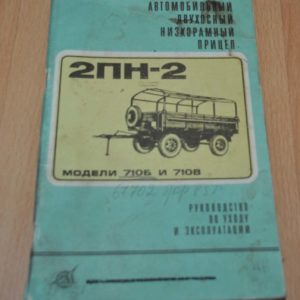 АВТОМОБИЛЬНЫЙ
ДВУХОСНЫЙ
НИЗКОРАМНЫЙ
ПРИЦЕП
2ПН-2
МОДЕЛИ 710Б И 710В
РУКОВОДСТВО
ПО УХОДУ
И ЭКСПЛУАТАЦИИ